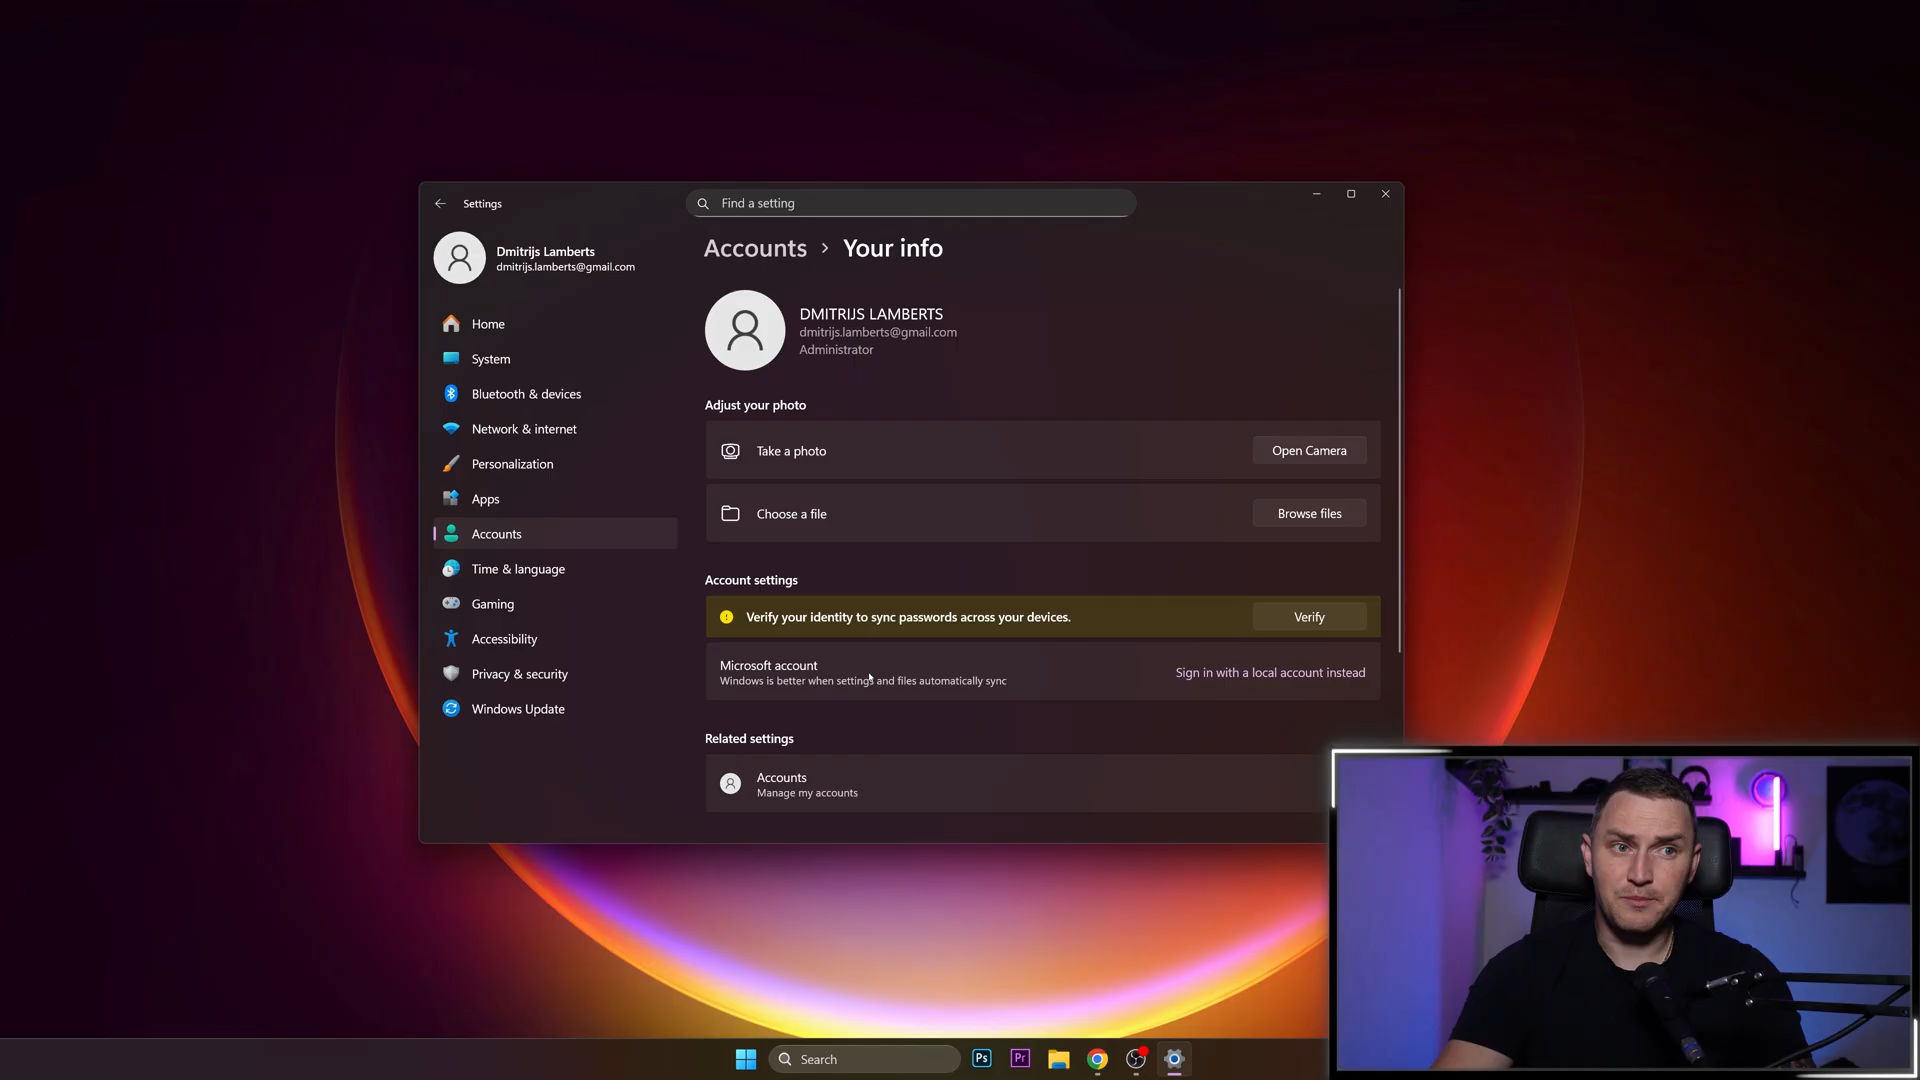 Settings
Find a setting
Dmitrijs Lamberts
dmitrijs.lamberts@gmail.com
Home
System
Bluetooth & devices
Network & internet
Personalization
Apps
Accounts
Time & language
Gaming
Accessibility
Privacy & security
Windows Update
Accounts > Your info
DMITRIJS LAMBERTS
dmitrijs.lamberts@gmail.com
Administrator
Adjust your photo
Take a photo
Open Camera
Choose a file
Browse files
Account settings
Verify your identity to sync passwords across your devices.
Verify
Microsoft account
Windows is better when settings and files automatically sync
Sign in with a local account instead
Related settings
Accounts
Manage my accounts
Search
Ps
Pr